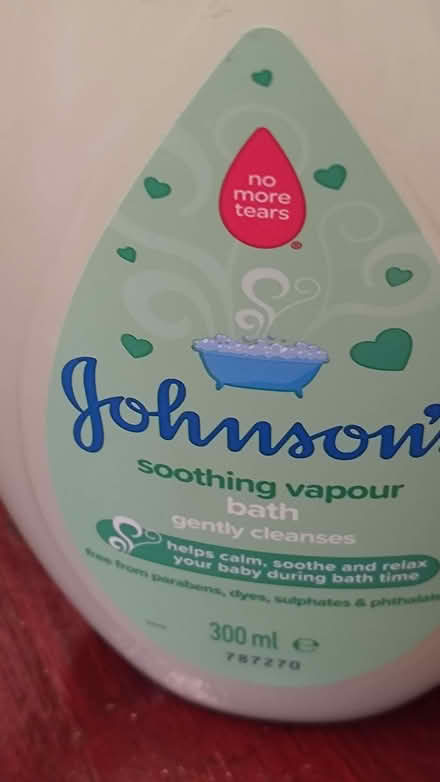 no
more
tears
®
Johnson's
soothing vapour
bath
gently cleanses
helps calm, soothe and relax
your baby during bath time
free from parabens, dyes, sulphates &
300 ml e
787270